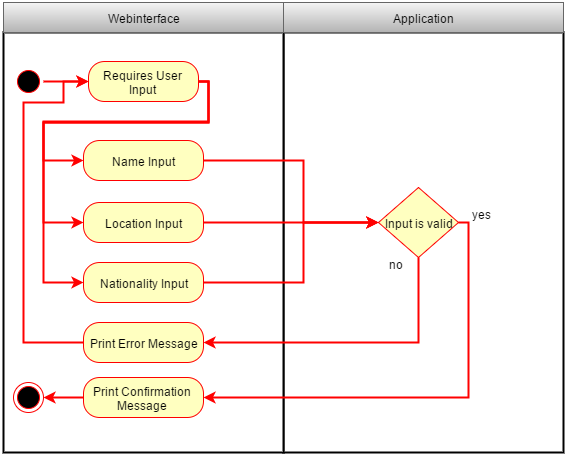 Webinterface
Application
Requires User
Input
Name Input
Location Input
Input is valid
yes
no
Nationality Input
Print Error Message
Print Confirmation
Message